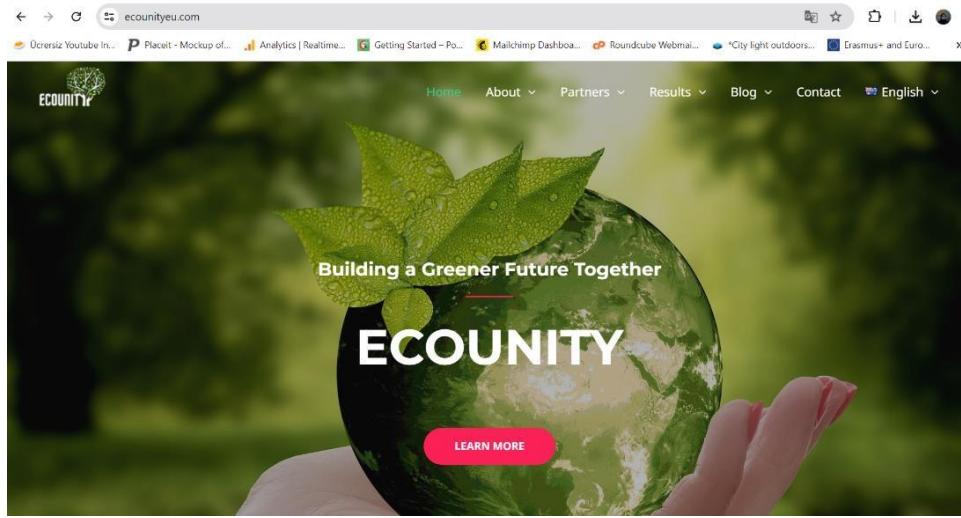 ecounityeu.com
Ücrersiz Youtube In... Placeit - Mockup of... Analytics | Realtime... Getting Started – Po... Mailchimp Dashboa... Roundcube Webmai... *City light outdoors... Erasmus+ and Euro...
ECOUNITY Home About Partners Results Blog Contact English
Building a Greener Future Together
ECOUNITY
LEARN MORE